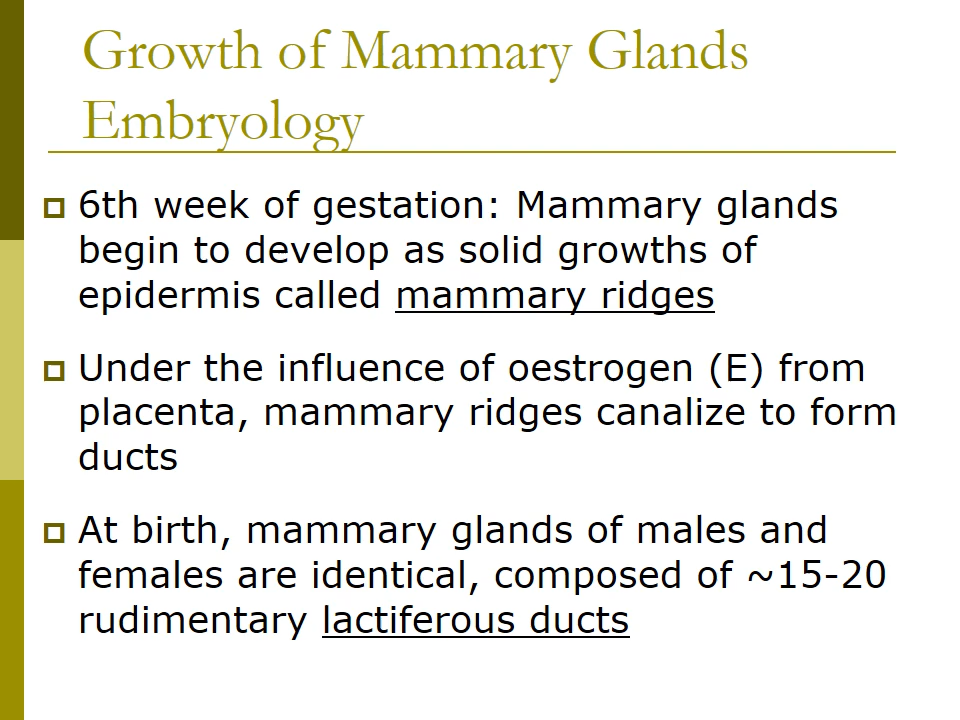 Growth of Mammary Glands
Embryology
6th week of gestation: Mammary glands
begin to develop as solid growths of
epidermis called mammary ridges
Under the influence of oestrogen (E) from
placenta, mammary ridges canalize to form
ducts
At birth, mammary glands of males and
females are identical, composed of ~15-20
rudimentary lactiferous ducts